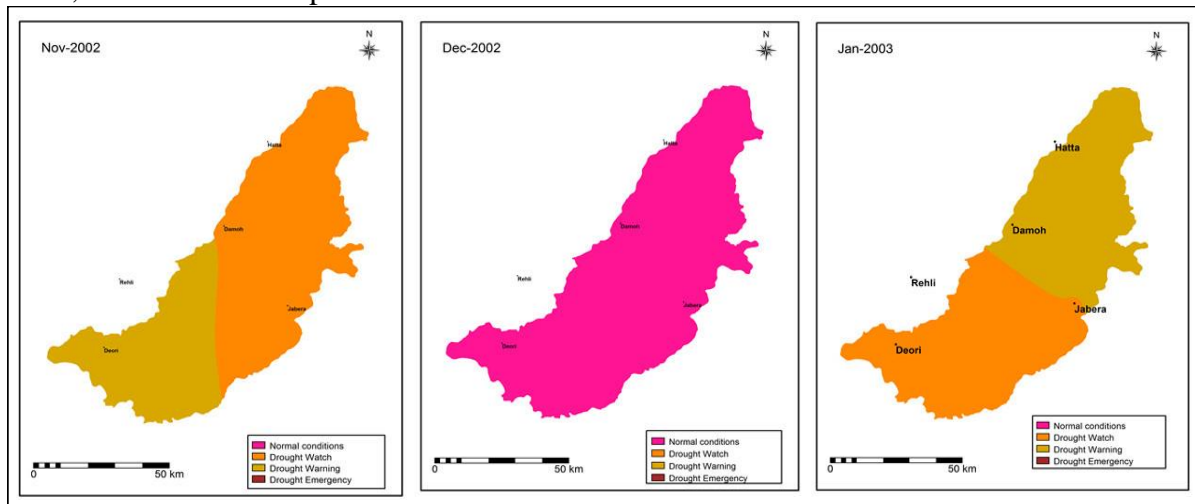 Nov-2002
N
Hatta
Damoh
Rehli
Jabera
Deori
Normal conditions
Drought Watch
Drought Warning
Drought Emergency
0 50 km
Dec-2002
N
Hatta
Damoh
Rehli
Jabera
Deori
Normal conditions
Drought Watch
Drought Warning
Drought Emergency
0 50 km
Jan-2003
N
Hatta
Damoh
Rehli
Jabera
Deori
Normal conditions
Drought Watch
Drought Warning
Drought Emergency
0 50 km